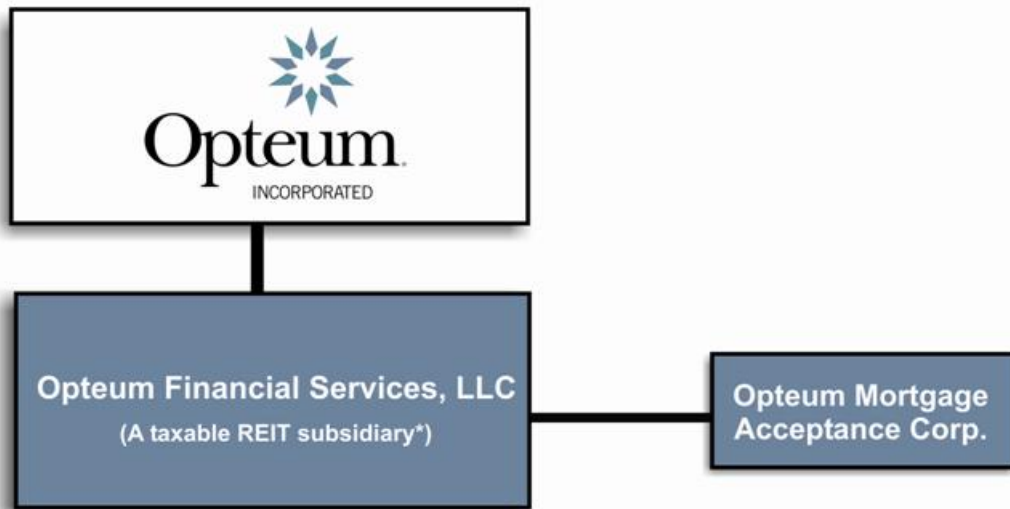 Opteum.
INCORPORATED
Opteum Financial Services, LLC
(A taxable REIT subsidiary*)
Opteum Mortgage
Acceptance Corp.